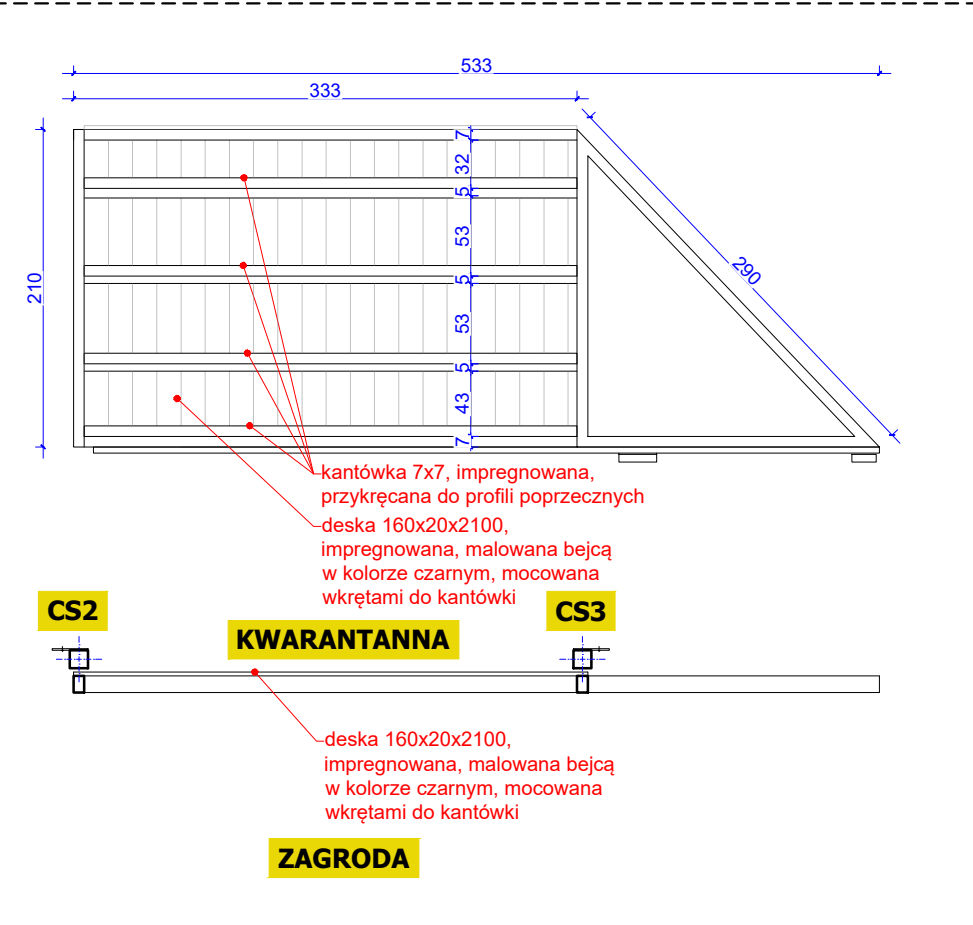 533
333
7
32
5
53
5
53
5
43
7
210
290
kantówka 7x7, impregnowana,
przykręcana do profili poprzecznych
deska 160x20x2100,
impregnowana, malowana bejcą
w kolorze czarnym, mocowana
wkrętami do kantówki
CS2
CS3
KWARANTANNA
deska 160x20x2100,
impregnowana, malowana bejcą
w kolorze czarnym, mocowana
wkrętami do kantówki
ZAGRODA